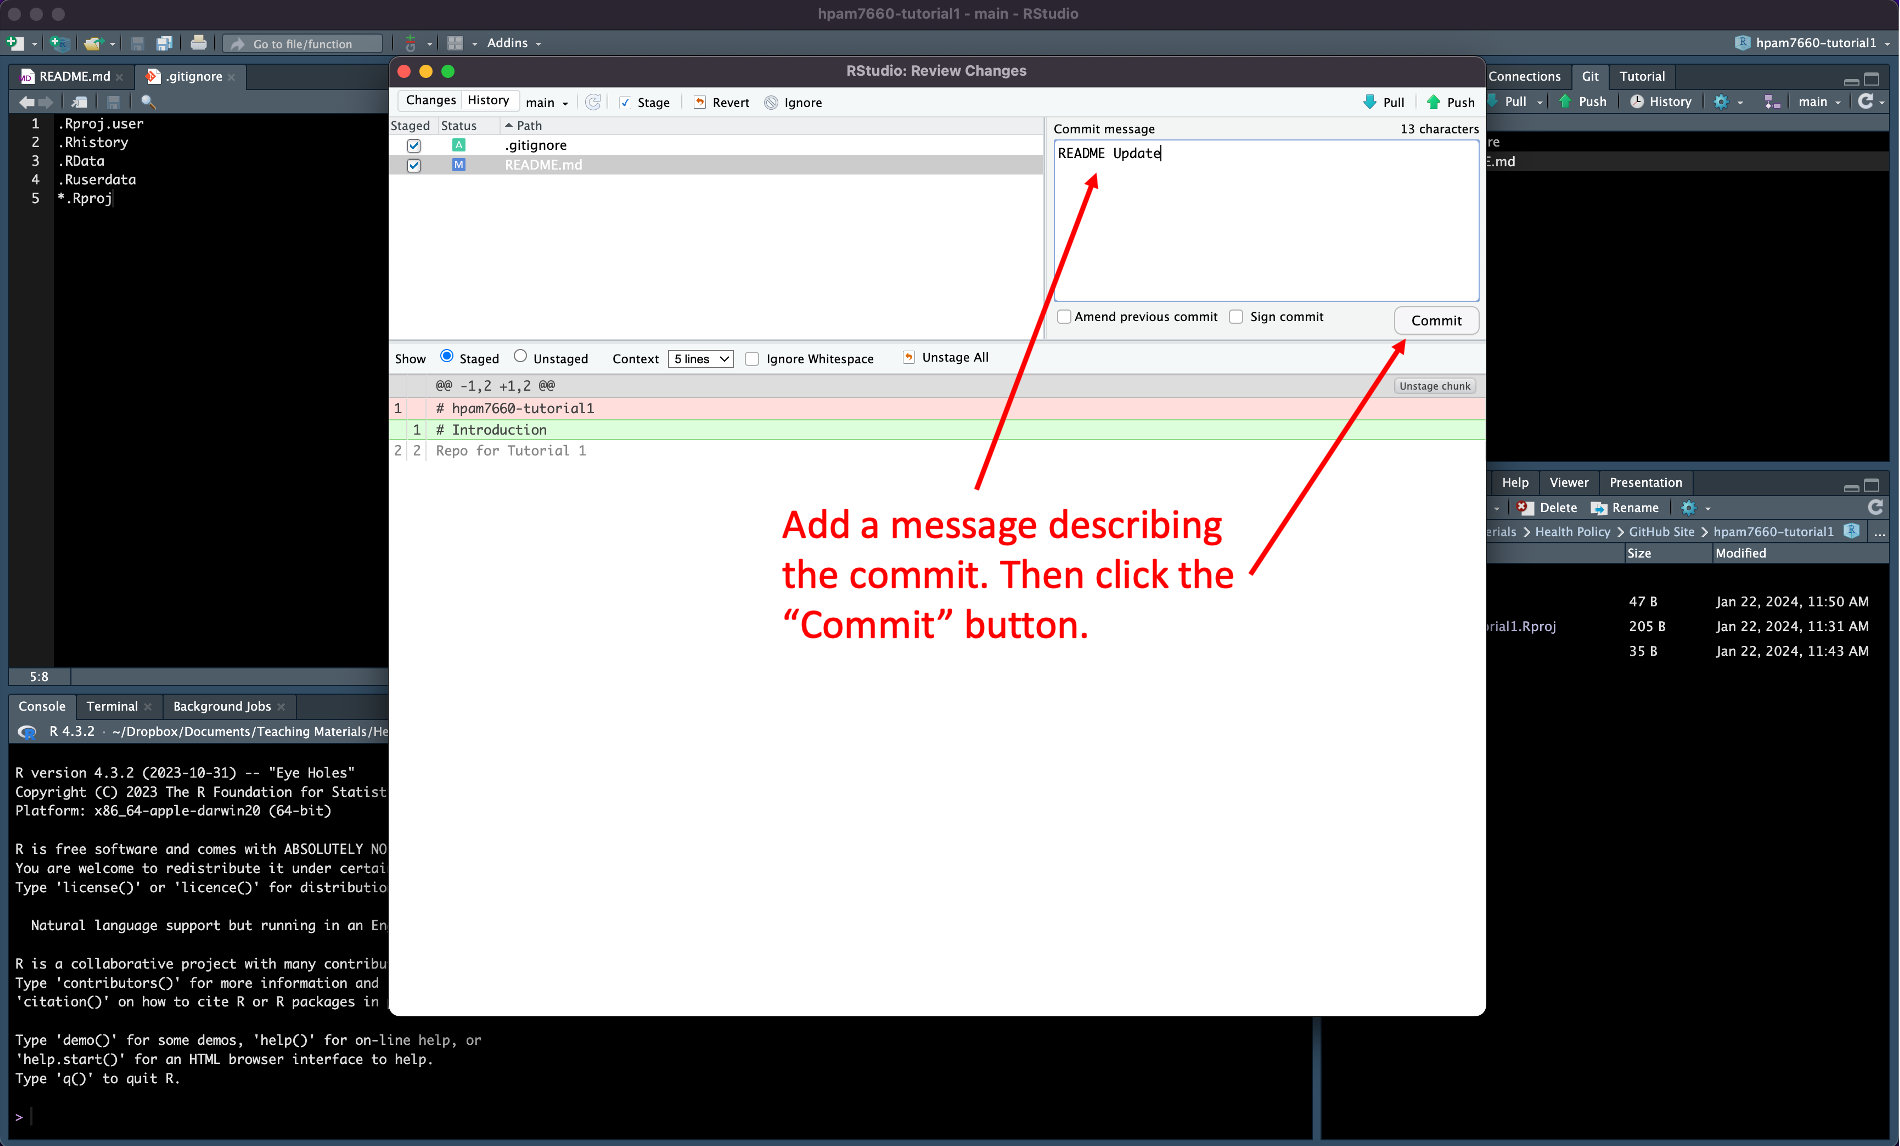 hpam7660-tutorial1 - main - RStudio
Go to file/function
Addins
hpam7660-tutorial1
README.md
.gitignore
1 .Rproj.user
2 .Rhistory
3 .RData
4 .Ruserdata
5 *.Rproj
5:8
RStudio: Review Changes
Changes History main Stage Revert Ignore Pull Push
Staged Status Path
A .gitignore
M README.md
Commit message 13 characters
README Update
Amend previous commit Sign commit Commit
Show Staged Unstaged Context 5 lines Ignore Whitespace Unstage All
@@ -1,2 +1,2 @@ Unstage chunk
1 # hpam7660-tutorial1
1 # Introduction
2 2 Repo for Tutorial 1
Add a message describing
the commit. Then click the
“Commit” button.
Connections Git Tutorial
Pull Push History main
re
E.md
Help Viewer Presentation
Delete Rename
erials Health Policy GitHub Site hpam7660-tutorial1 ...
Size Modified
47 B Jan 22, 2024, 11:50 AM
rial1.Rproj 205 B Jan 22, 2024, 11:31 AM
35 B Jan 22, 2024, 11:43 AM
Console Terminal Background Jobs
R 4.3.2 · ~/Dropbox/Documents/Teaching Materials/He
R version 4.3.2 (2023-10-31) -- "Eye Holes"
Copyright (C) 2023 The R Foundation for Statist
Platform: x86_64-apple-darwin20 (64-bit)
R is free software and comes with ABSOLUTELY NO
You are welcome to redistribute it under certai
Type 'license()' or 'licence()' for distributio
Natural language support but running in an En
R is a collaborative project with many contribu
Type 'contributors()' for more information and
'citation()' on how to cite R or R packages in
Type 'demo()' for some demos, 'help()' for on-line help, or
'help.start()' for an HTML browser interface to help.
Type 'q()' to quit R.
>